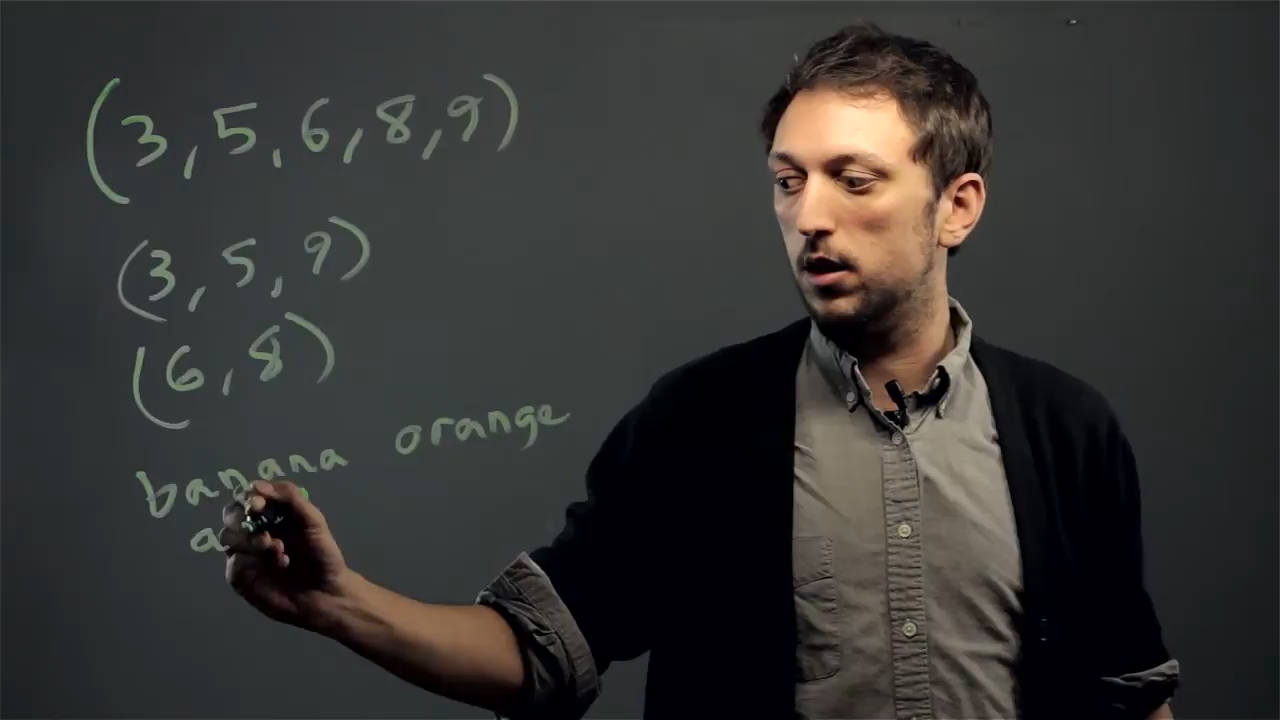 (3, 5, 6, 8, 9)
(3, 5, 9)
(6, 8)
banana orange